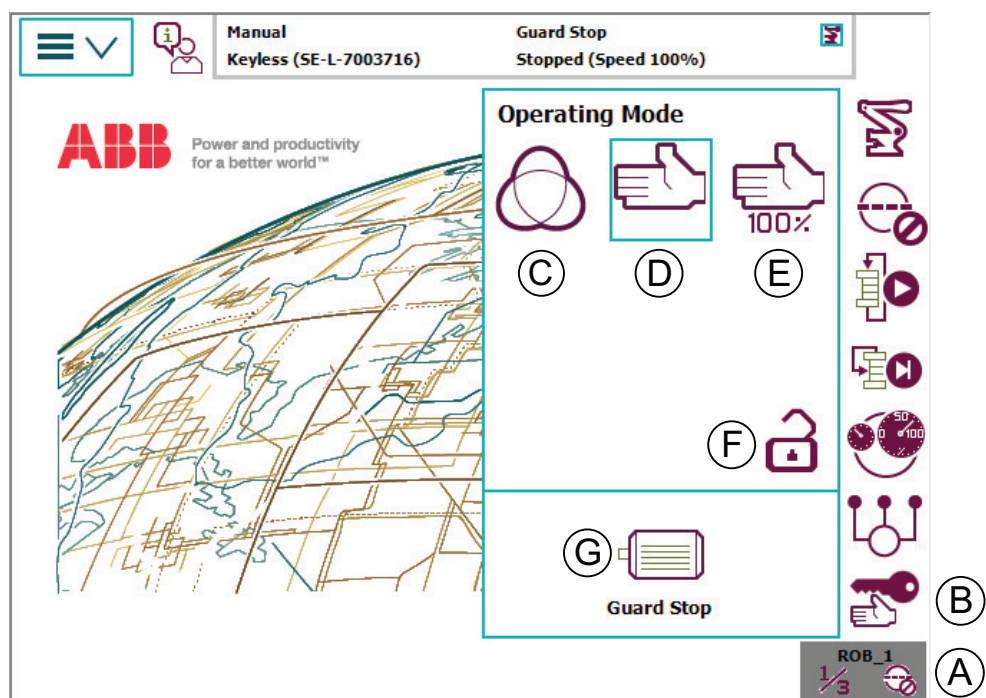 Manual
Keyless (SE-L-7003716)
Guard Stop
Stopped (Speed 100%)
ABB
Power and productivity
for a better world™
Operating Mode
100%
C
D
E
F
G
Guard Stop
0
50
100
%
B
ROB_1
1/3
A